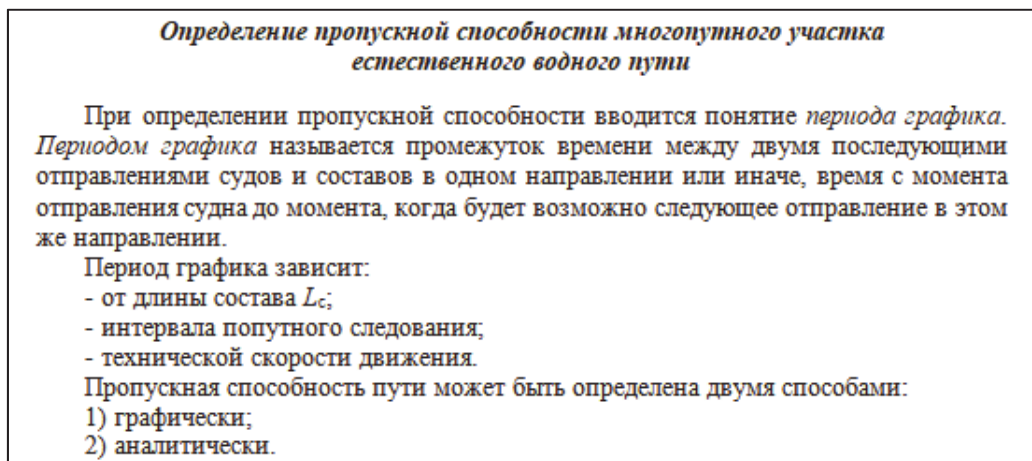 Определение пропускной способности многопутного участка
естественного водного пути
При определении пропускной способности вводится понятие периода графика.
Периодом графика называется промежуток времени между двумя последующими
отправлениями судов и составов в одном направлении или иначе, время с момента
отправления судна до момента, когда будет возможно следующее отправление в этом
же направлении.
Период графика зависит:
- от длины состава Lс;
- интервала попутного следования;
- технической скорости движения.
Пропускная способность пути может быть определена двумя способами:
1) графически;
2) аналитически.